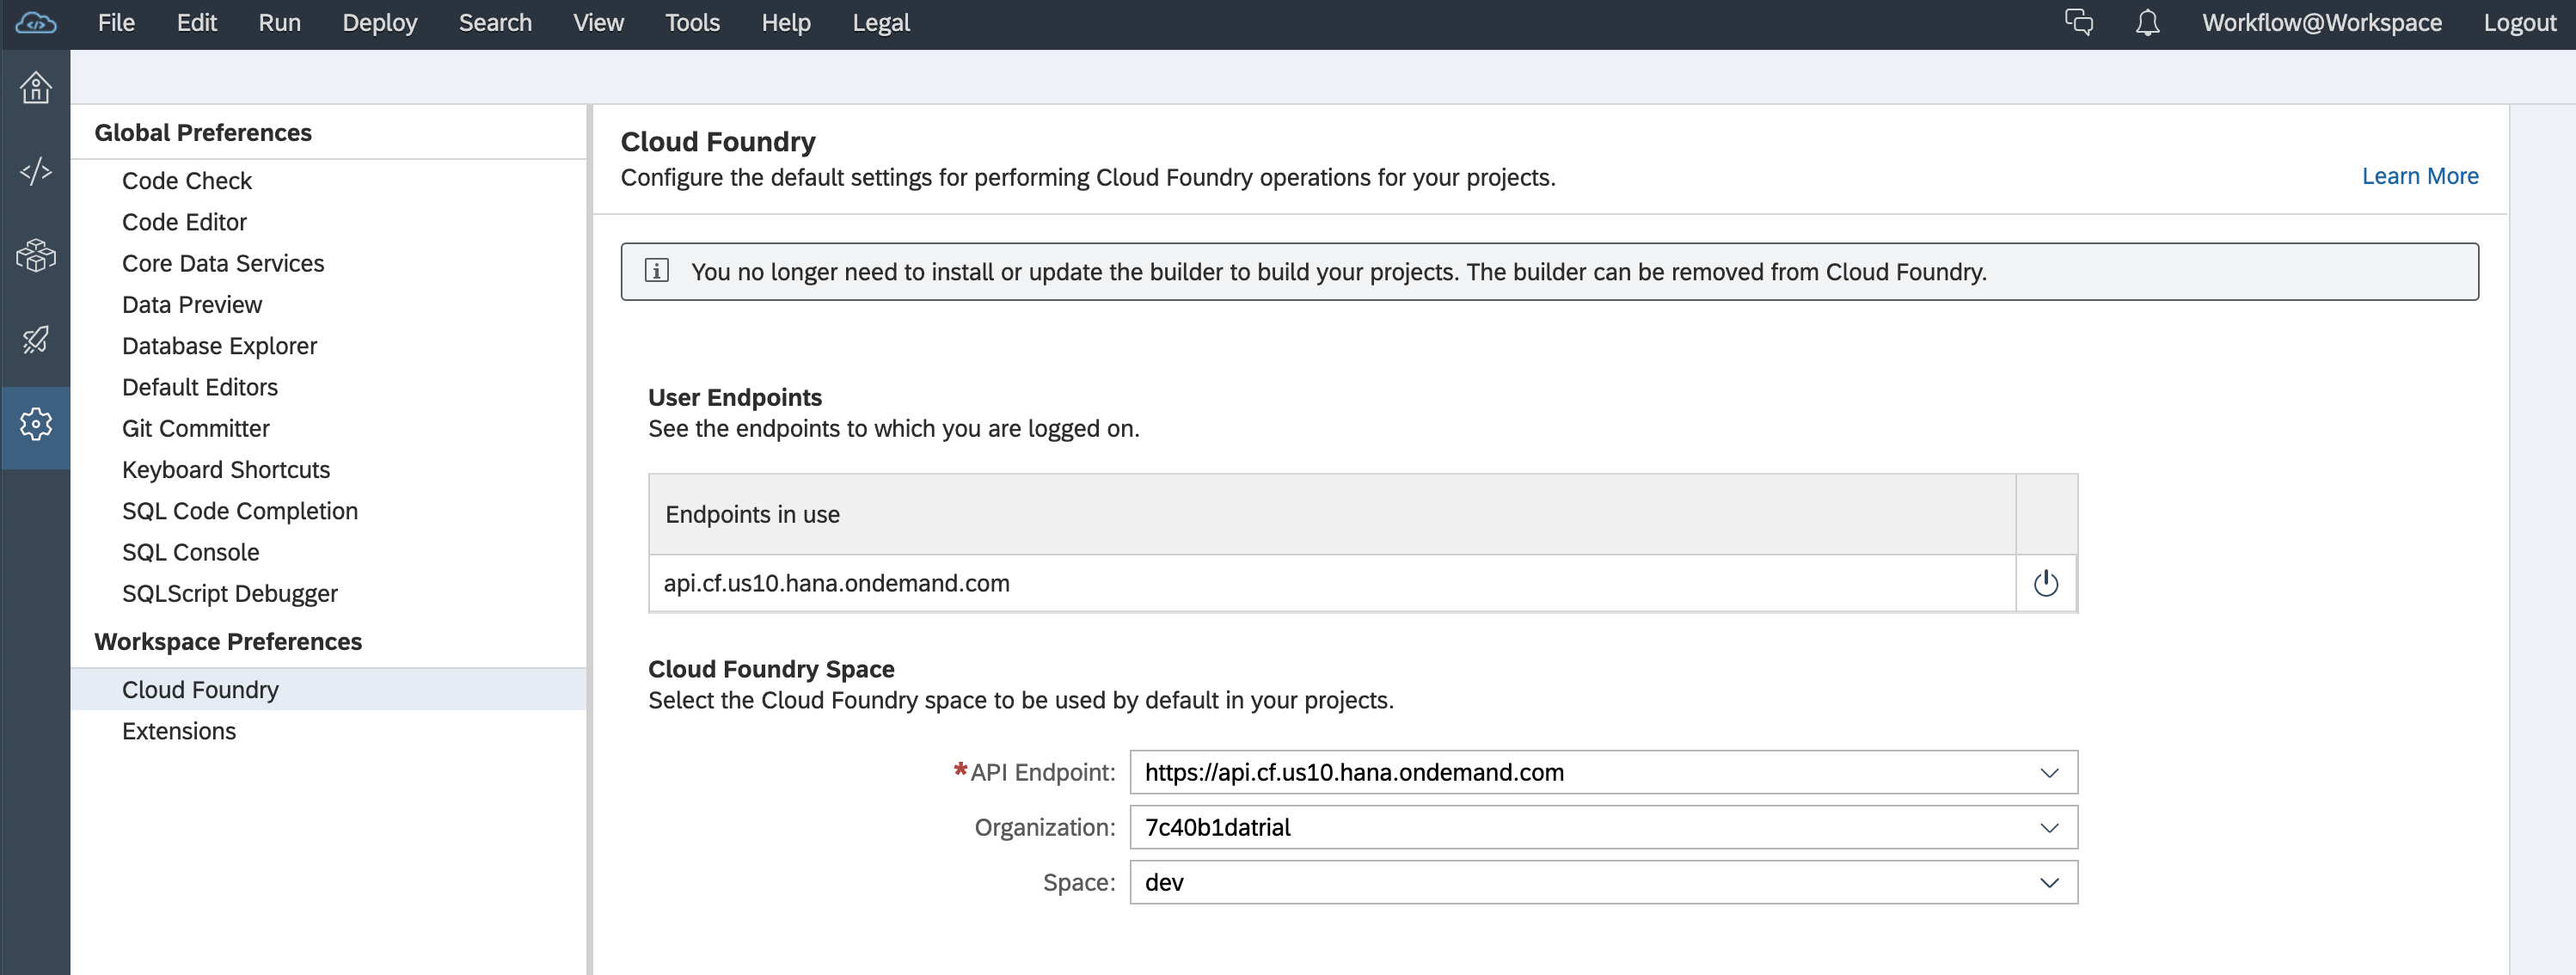 File Edit Run Deploy Search View Tools Help Legal Workflow@Workspace Logout
Global Preferences
Code Check
Code Editor
Core Data Services
Data Preview
Database Explorer
Default Editors
Git Committer
Keyboard Shortcuts
SQL Code Completion
SQL Console
SQLScript Debugger
Workspace Preferences
Cloud Foundry
Extensions
Cloud Foundry
Configure the default settings for performing Cloud Foundry operations for your projects.
Learn More
You no longer need to install or update the builder to build your projects. The builder can be removed from Cloud Foundry.
User Endpoints
See the endpoints to which you are logged on.
Endpoints in use
api.cf.us10.hana.ondemand.com
Cloud Foundry Space
Select the Cloud Foundry space to be used by default in your projects.
*API Endpoint: https://api.cf.us10.hana.ondemand.com
Organization: 7c40b1datrial
Space: dev